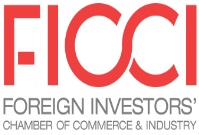 FICCI
FOREIGN INVESTORS'
CHAMBER OF COMMERCE & INDUSTRY